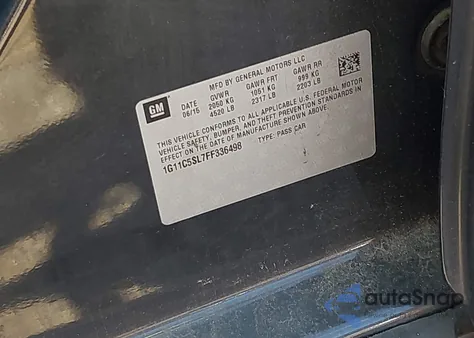 GM
MFD BY GENERAL MOTORS LLC
DATE GVWR GAWR FRT GAWR RR
06/15 2050 KG 1051 KG 999 KG
4520 LB 2317 LB 2203 LB
THIS VEHICLE CONFORMS TO ALL APPLICABLE U.S. FEDERAL MOTOR
VEHICLE SAFETY, BUMPER, AND THEFT PREVENTION STANDARDS IN
EFFECT ON THE DATE OF MANUFACTURE SHOWN ABOVE.
1G11C5SL7FF336498 TYPE: PASS CAR
autoSnap